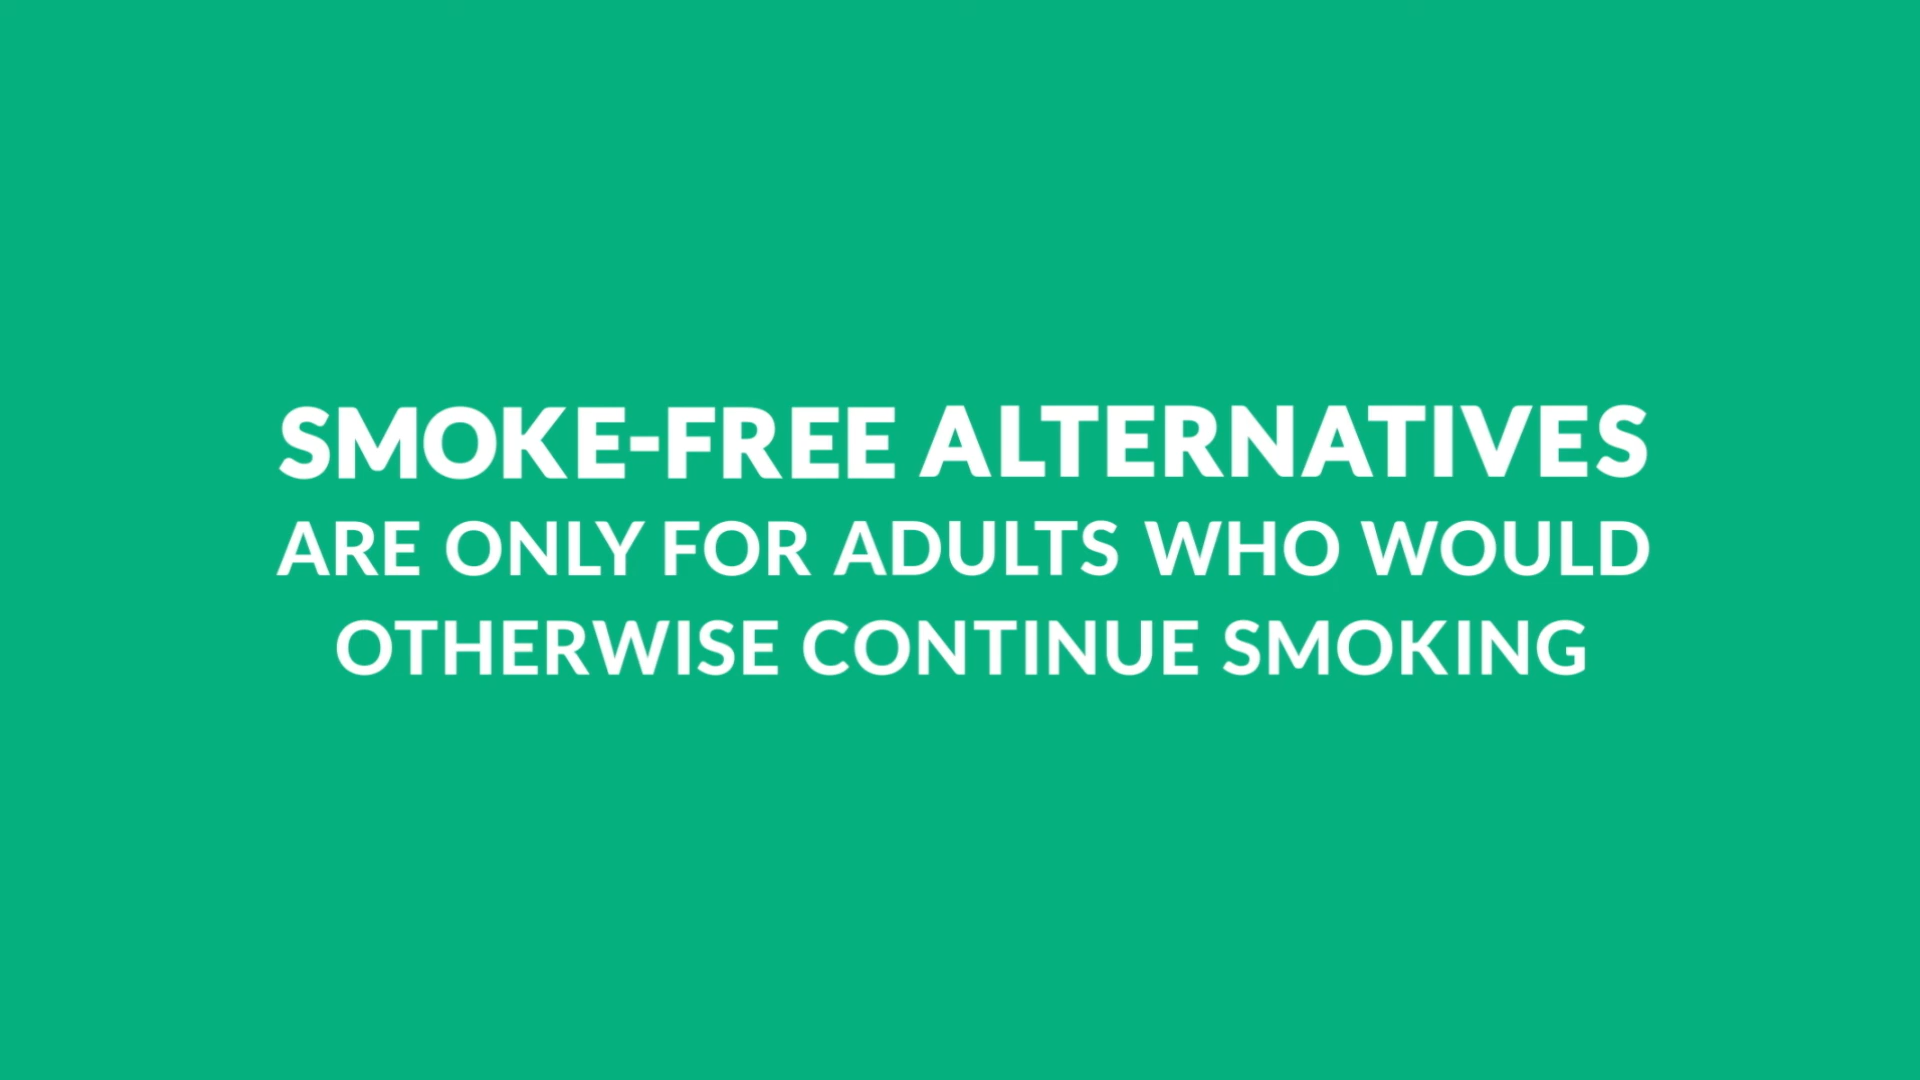 SMOKE-FREE ALTERNATIVES
ARE ONLY FOR ADULTS WHO WOULD
OTHERWISE CONTINUE SMOKING